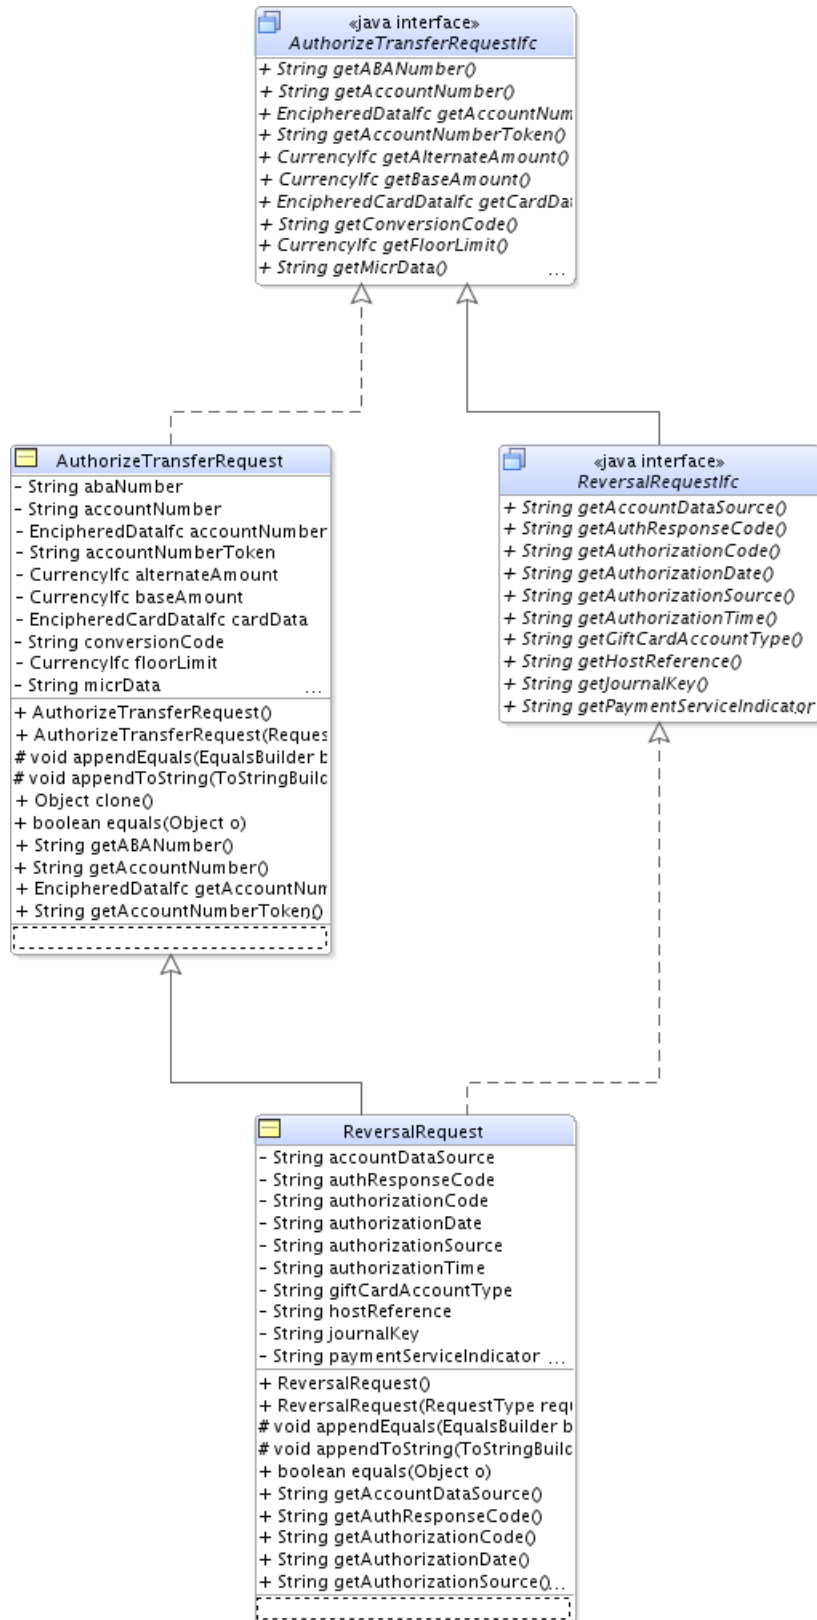 «java interface»
AuthorizeTransferRequestIfc
+ String getABANumber()
+ String getAccountNumber()
+ EncipheredDataIfc getAccountNum
+ String getAccountNumberToken()
+ CurrencyIfc getAlternateAmount()
+ CurrencyIfc getBaseAmount()
+ EncipheredCardDataIfc getCardDat
+ String getConversionCode()
+ CurrencyIfc getFloorLimit()
+ String getMicrData() ...
AuthorizeTransferRequest
- String abaNumber
- String accountNumber
- EncipheredDataIfc accountNumber
- String accountNumberToken
- CurrencyIfc alternateAmount
- CurrencyIfc baseAmount
- EncipheredCardDataIfc cardData
- String conversionCode
- CurrencyIfc floorLimit
- String micrData ...
+ AuthorizeTransferRequest()
+ AuthorizeTransferRequest(Reques
# void appendEquals(EqualsBuilder b
# void appendToString(ToStringBuild
+ Object clone()
+ boolean equals(Object o)
+ String getABANumber()
+ String getAccountNumber()
+ EncipheredDataIfc getAccountNum
+ String getAccountNumberToken()...
«java interface»
ReversalRequestIfc
+ String getAccountDataSource()
+ String getAuthResponseCode()
+ String getAuthorizationCode()
+ String getAuthorizationDate()
+ String getAuthorizationSource()
+ String getAuthorizationTime()
+ String getGiftCardAccountType()
+ String getHostReference()
+ String getJournalKey()
+ String getPaymentServiceIndicator...
ReversalRequest
- String accountDataSource
- String authResponseCode
- String authorizationCode
- String authorizationDate
- String authorizationSource
- String authorizationTime
- String giftCardAccountType
- String hostReference
- String journalKey
- String paymentServiceIndicator ...
+ ReversalRequest()
+ ReversalRequest(RequestType requ
# void appendEquals(EqualsBuilder b
# void appendToString(ToStringBuild
+ boolean equals(Object o)
+ String getAccountDataSource()
+ String getAuthResponseCode()
+ String getAuthorizationCode()
+ String getAuthorizationDate()
+ String getAuthorizationSource()...